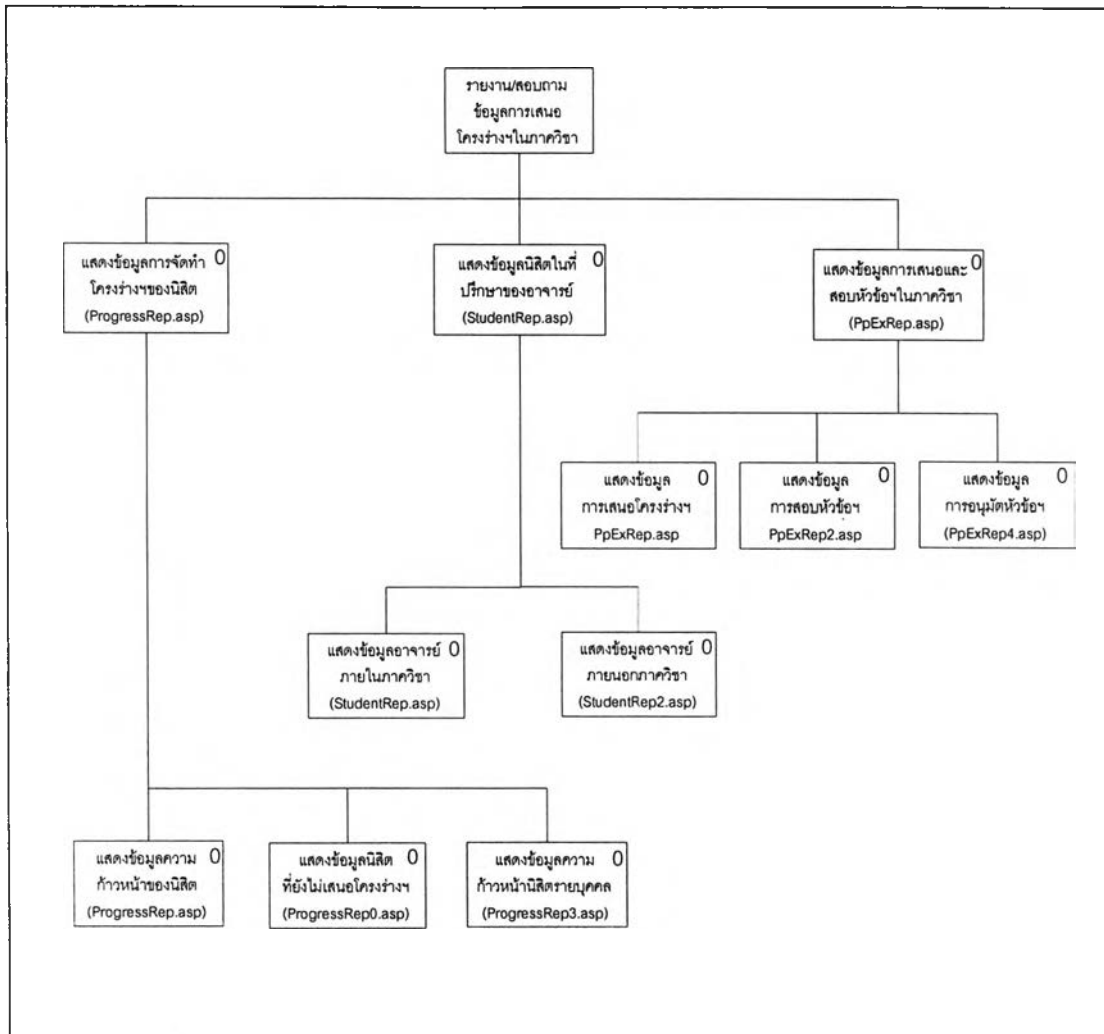 รายงาน/สอบถาม
ข้อมูลการเสนอ
โครงร่างฯในภาควิชา
แสดงข้อมูลการจัดทำ 0
โครงร่างฯของนิสิต
(ProgressRep.asp)
แสดงข้อมูลนิสิตในที่ 0
ปรึกษาของอาจารย์
(StudentRep.asp)
แสดงข้อมูลการเสนอและ 0
สอบหัวข้อฯในภาควิชา
(PpExRep.asp)
แสดงข้อมูล 0
การเสนอโครงร่างฯ
PpExRep.asp
แสดงข้อมูล 0
การสอบหัวข้อฯ
PpExRep2.asp
แสดงข้อมูล 0
การอนุมัตหัวข้อฯ
(PpExRep4.asp)
แสดงข้อมูลอาจารย์ 0
ภายในภาควิชา
(StudentRep.asp)
แสดงข้อมูลอาจารย์ 0
ภายนอกภาควิชา
(StudentRep2.asp)
แสดงข้อมูลความ 0
ก้าวหน้าของนิสิต
(ProgressRep.asp)
แสดงข้อมูลนิสิต 0
ที่ยังไม่เสนอโครงร่างฯ
(ProgressRep0.asp)
แสดงข้อมูลความ 0
ก้าวหน้านิสิตรายบุคคล
(ProgressRep3.asp)